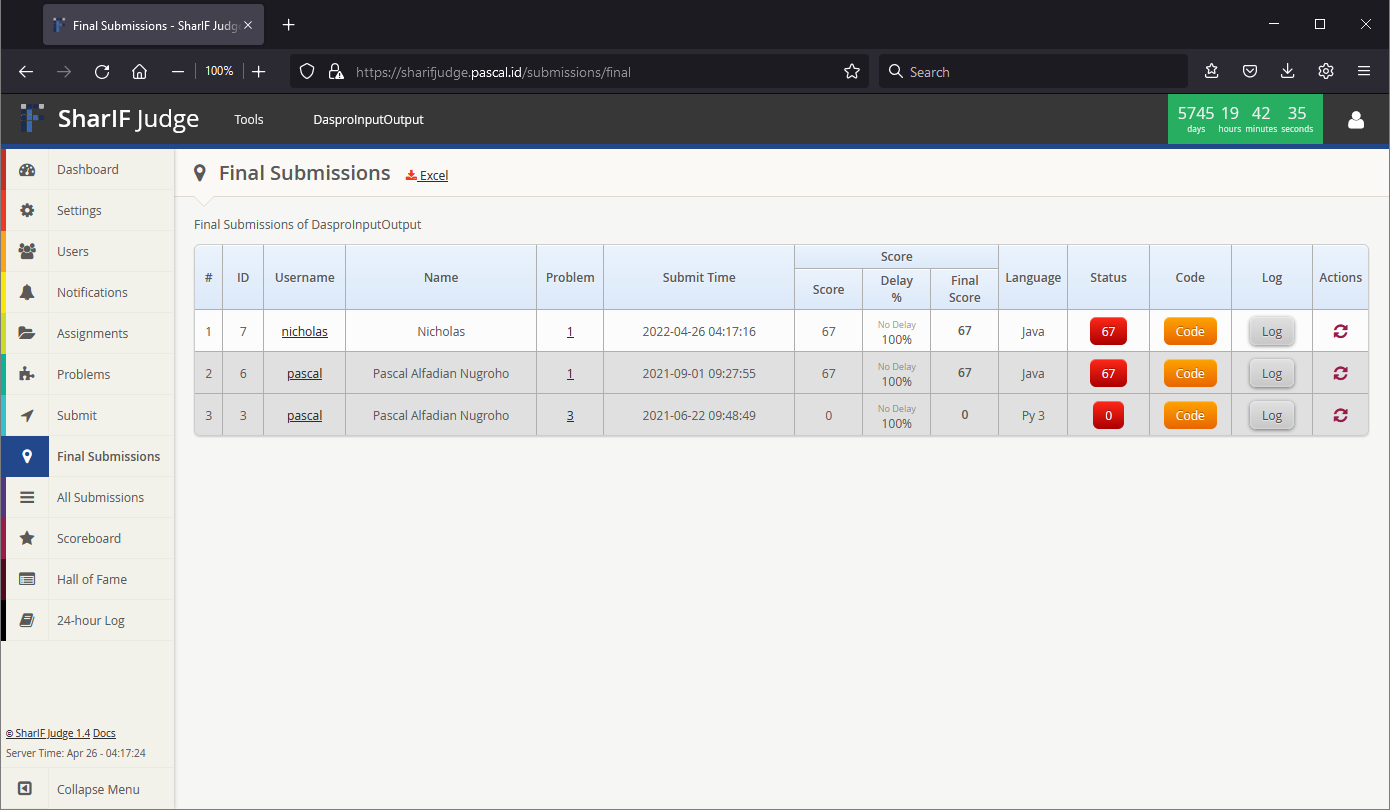 Final Submissions - SharIF Judg
100%
https://sharifjudge.pascal.id/submissions/final
Search
SharIF Judge
Tools
DasproInputOutput
5745 19 42 35
days hours minutes seconds
Dashboard
Settings
Users
Notifications
Assignments
Problems
Submit
Final Submissions
All Submissions
Scoreboard
Hall of Fame
24-hour Log
© SharIF Judge 1.4 Docs
Server Time: Apr 26 - 04:17:24
Collapse Menu
Final Submissions Excel
Final Submissions of DasproInputOutput
# ID Username Name Problem Submit Time Score Language Status Code Log Actions
Score Delay % Final Score
1 7 nicholas Nicholas 1 2022-04-26 04:17:16 67 No Delay 100% 67 Java 67 Code Log
2 6 pascal Pascal Alfadian Nugroho 1 2021-09-01 09:27:55 67 No Delay 100% 67 Java 67 Code Log
3 3 pascal Pascal Alfadian Nugroho 3 2021-06-22 09:48:49 0 No Delay 100% 0 Py 3 0 Code Log